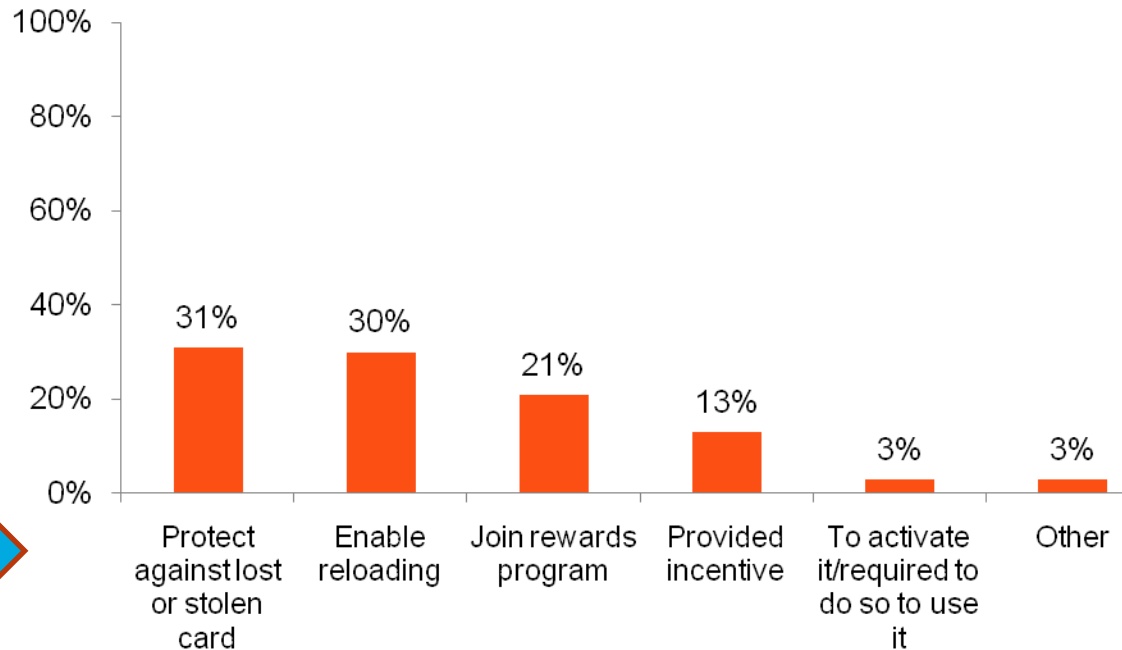 100%
80%
60%
40%
20%
0%
31%
30%
21%
13%
3%
3%
Protect
against lost
or stolen
card
Enable
reloading
Join rewards
program
Provided
incentive
To activate
it/required to
do so to use
it
Other